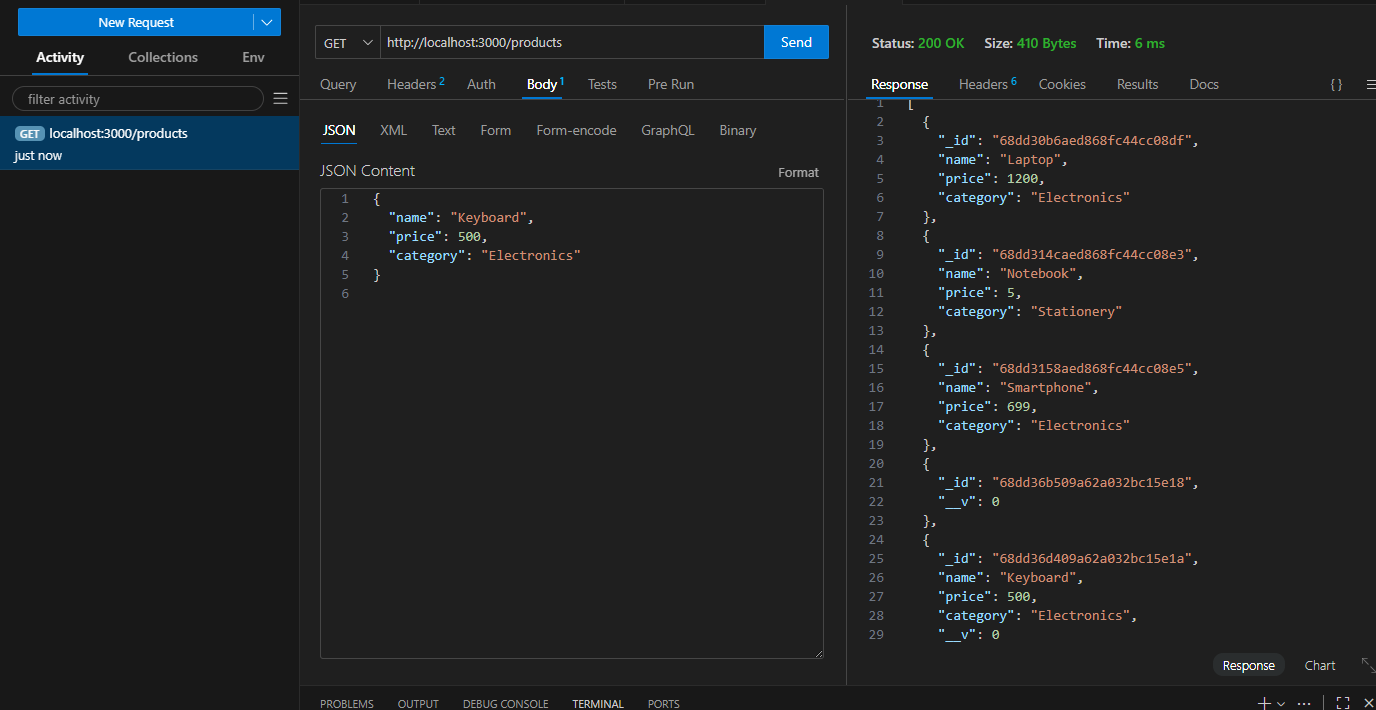 New Request
Activity Collections Env
filter activity
GET localhost:3000/products
just now
GET http://localhost:3000/products Send
Query Headers 2 Auth Body 1 Tests Pre Run
JSON XML Text Form Form-encode GraphQL Binary
JSON Content Format
1 {
2 "name": "Keyboard",
3 "price": 500,
4 "category": "Electronics"
5 }
6
Status: 200 OK Size: 410 Bytes Time: 6 ms
Response Headers 6 Cookies Results Docs { }
1 [
2 {
3 "_id": "68dd30b6aed868fc44cc08df",
4 "name": "Laptop",
5 "price": 1200,
6 "category": "Electronics"
7 },
8 {
9 "_id": "68dd314caed868fc44cc08e3",
10 "name": "Notebook",
11 "price": 5,
12 "category": "Stationery"
13 },
14 {
15 "_id": "68dd3158aed868fc44cc08e5",
16 "name": "Smartphone",
17 "price": 699,
18 "category": "Electronics"
19 },
20 {
21 "_id": "68dd36b509a62a032bc15e18",
22 "__v": 0
23 },
24 {
25 "_id": "68dd36d409a62a032bc15e1a",
26 "name": "Keyboard",
27 "price": 500,
28 "category": "Electronics",
29 "__v": 0
Response Chart
PROBLEMS OUTPUT DEBUG CONSOLE TERMINAL PORTS